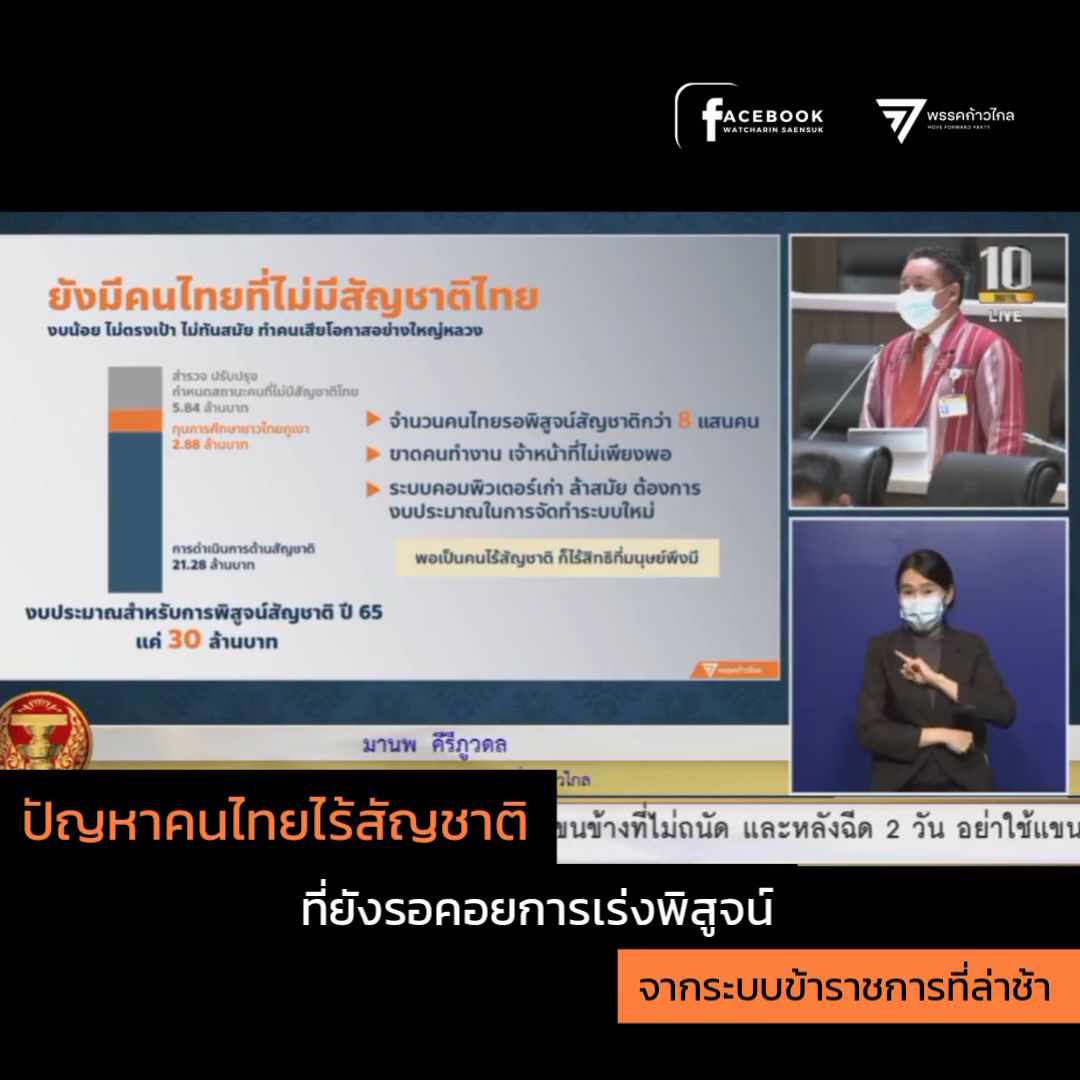 FACEBOOK
WATCHARIN SAENSUK
พรรคก้าวไกล
MOVE FORWARD PARTY
ยังมีคนไทยที่ไม่มีสัญชาติไทย
งบน้อย ไม่ตรงเป้า ไม่ทันสมัย ทำคนเสียโอกาสอย่างใหญ่หลวง
สำรวจ ปรับปรุง
กำหนดสถานะคนที่ไม่มีสัญชาติไทย
5.84 ล้านบาท
ทุนการศึกษาชาวไทยภูเขา
2.88 ล้านบาท
การดำเนินการด้านสัญชาติ
21.28 ล้านบาท
งบประมาณสำหรับการพิสูจน์สัญชาติ ปี 65
แค่ 30 ล้านบาท
จำนวนคนไทยรอพิสูจน์สัญชาติกว่า 8 แสนคน
ขาดคนทำงาน เจ้าหน้าที่ไม่เพียงพอ
ระบบคอมพิวเตอร์เก่า ล้าสมัย ต้องการ
งบประมาณในการจัดทำระบบใหม่
พอเป็นคนไร้สัญชาติ ก็ไร้สิทธิที่มนุษย์พึงมี
พรรคก้าวไกล
10
DIGITAL
LIVE
มานพ คีรีภูวดล
วไกล
ขนข้างที่ไม่ถนัด และหลังฉีด 2 วัน อย่าใช้แขน
ปัญหาคนไทยไร้สัญชาติ
ที่ยังรอคอยการเร่งพิสูจน์
จากระบบข้าราชการที่ล่าช้า